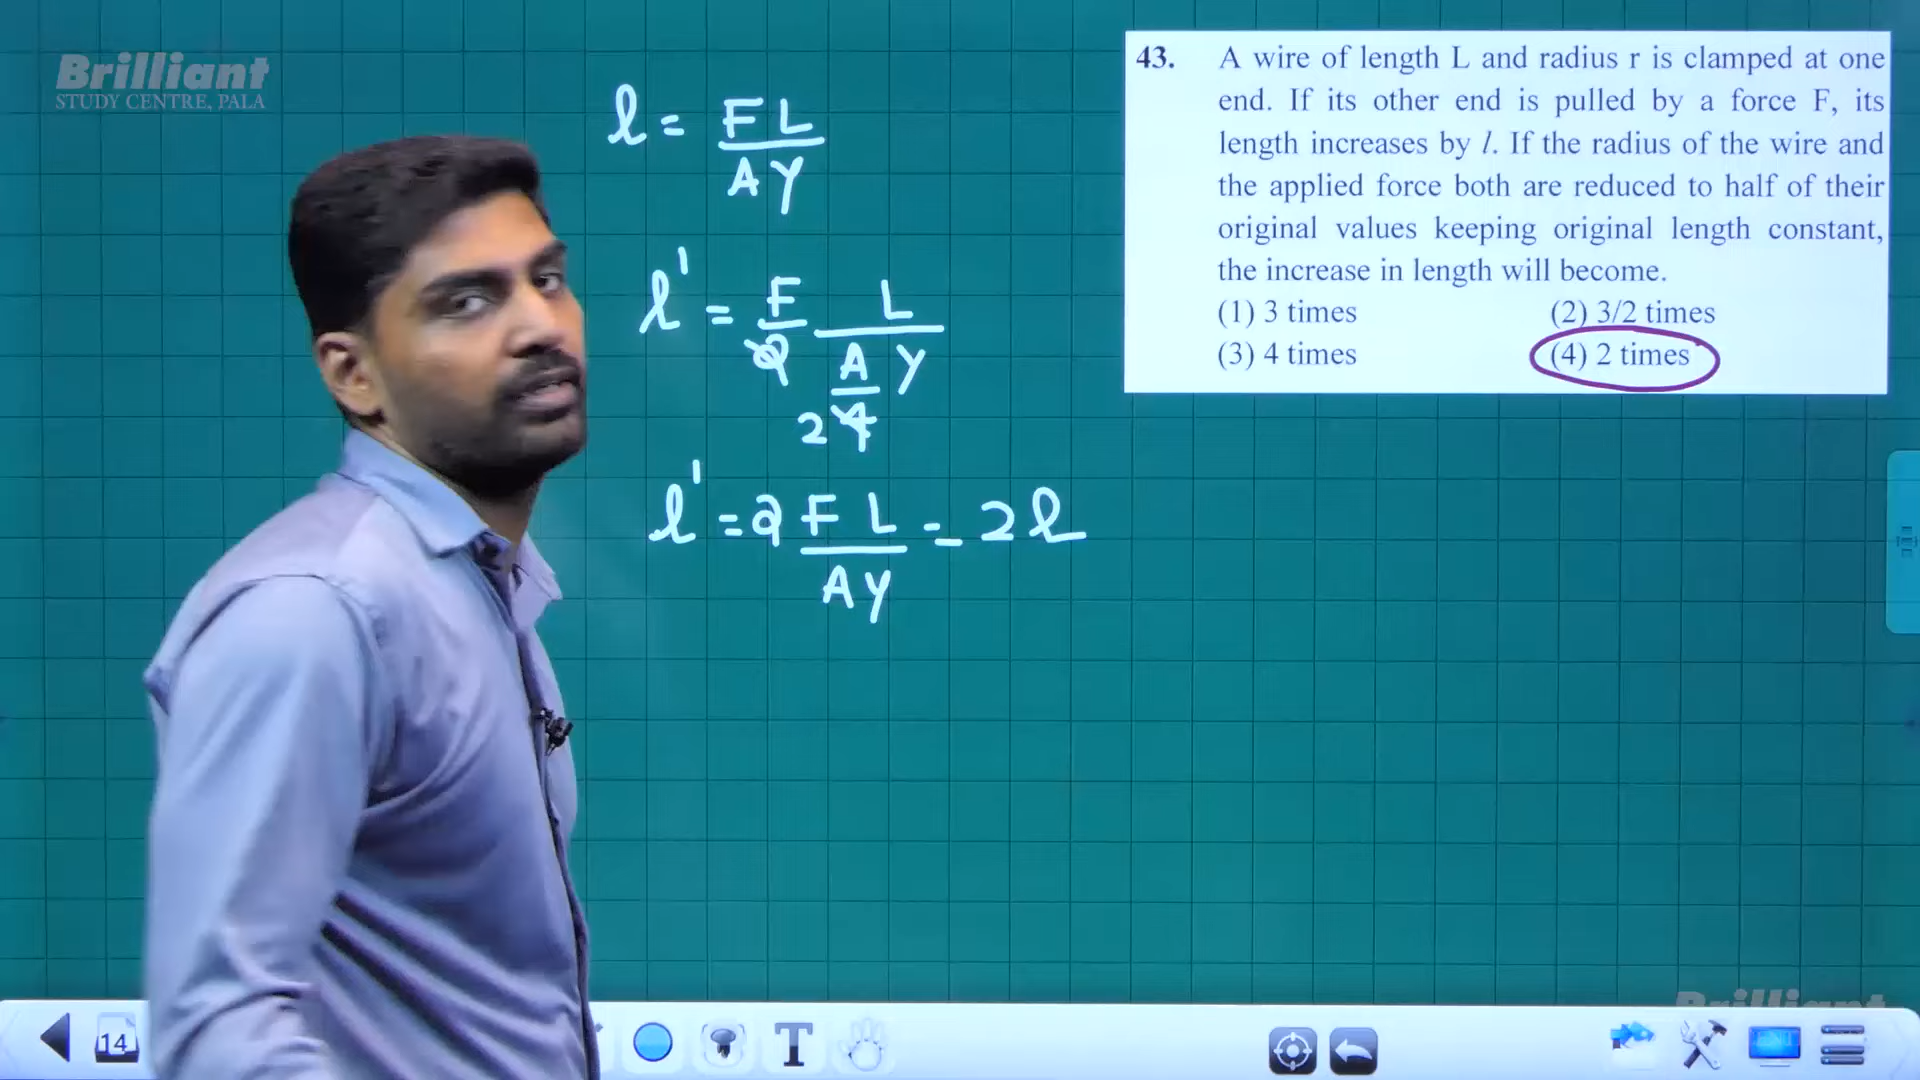 Brilliant
STUDY CENTRE, PALA
l = FL / AY
l' = F/2 L / (A/4 Y)
2
l' = 2 FL / AY = 2l
43. A wire of length L and radius r is clamped at one
end. If its other end is pulled by a force F, its
length increases by l. If the radius of the wire and
the applied force both are reduced to half of their
original values keeping original length constant,
the increase in length will become.
(1) 3 times (2) 3/2 times
(3) 4 times (4) 2 times
Brilliant
14
T